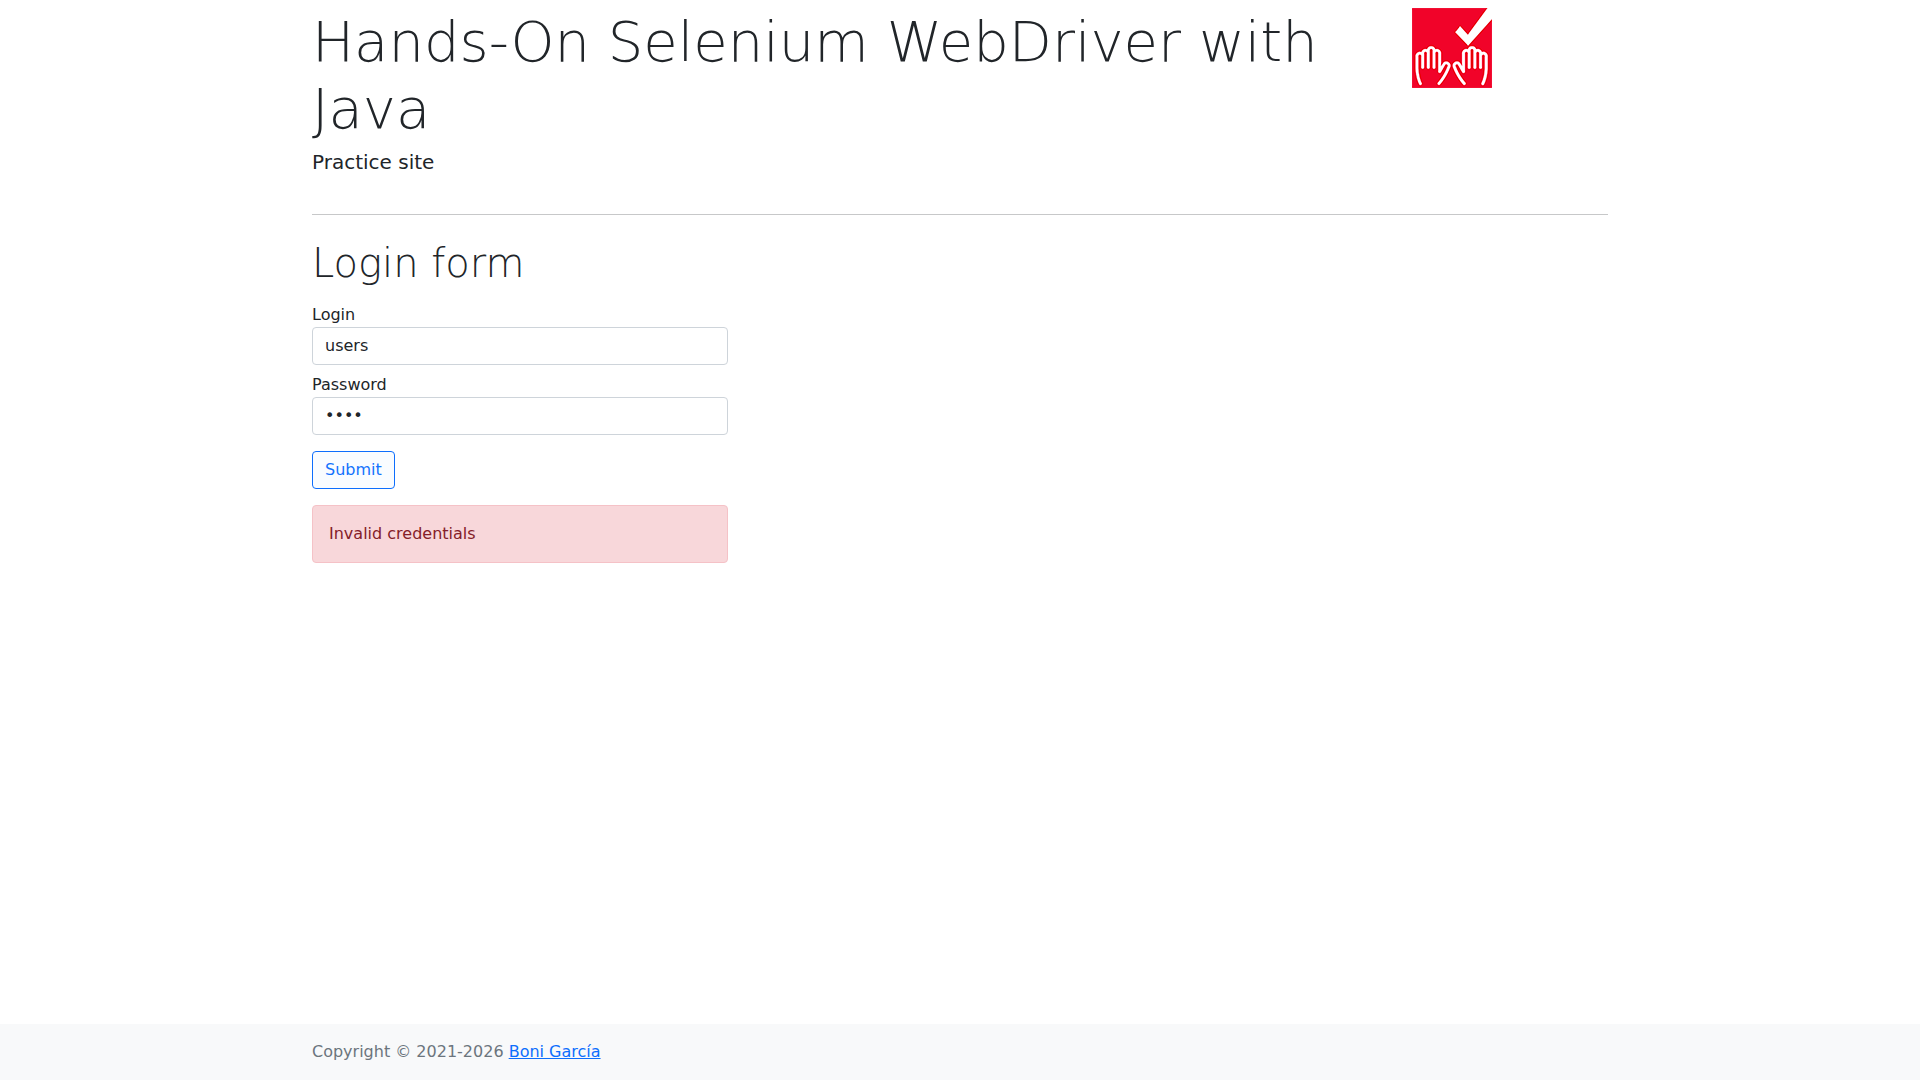 Hands-On Selenium WebDriver with
Java
Practice site
Login form
Login
users
Password
••••
Submit
Invalid credentials
Copyright © 2021-2026 Boni García